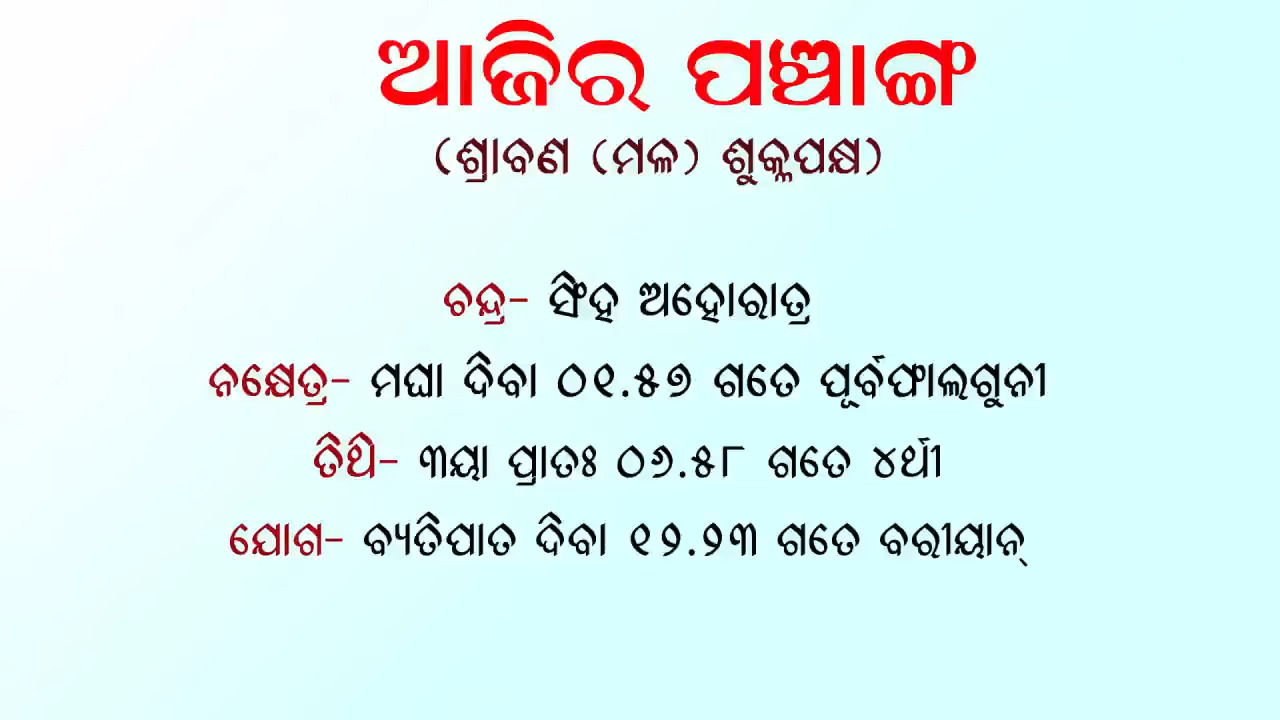 ଆଜିର ପଞ୍ଚାଙ୍ଗ
(ଶ୍ରାବଣ (ମଳ) ଶୁକ୍ଳପକ୍ଷ)
ଚନ୍ଦ୍ର- ସିଂହ ଅହୋରାତ୍ର
ନକ୍ଷେତ୍ର- ମଘା ଦିବା ୦୧.୫୭ ଗତେ ପୂର୍ବଫାଲଗୁନୀ
ତିଥି- ୩ୟା ପ୍ରାତଃ ୦୬.୫୮ ଗତେ ୪ର୍ଥୀ
ଯୋଗ- ବ୍ୟତିପାତ ଦିବା ୧୨.୨୩ ଗତେ ବରୀୟାନ୍